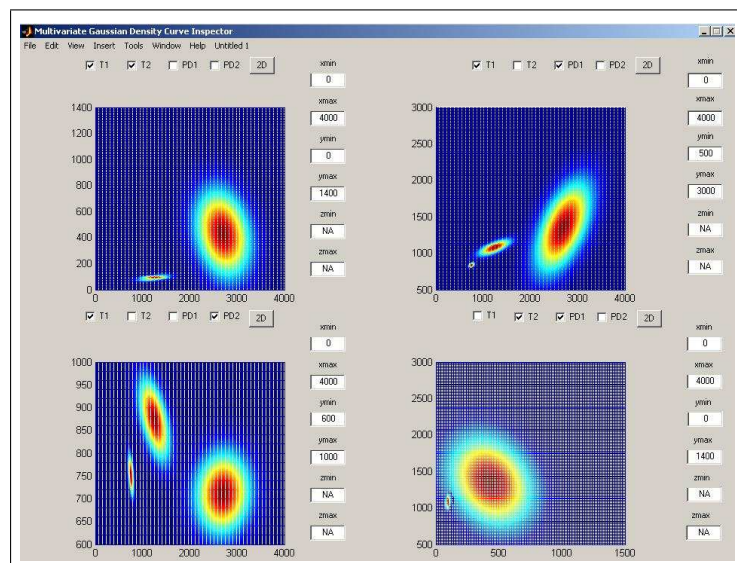 Multivariate Gaussian Density Curve Inspector
File Edit View Insert Tools Window Help Untitled 1
T1 T2 PD1 PD2 2D
xmin
0
xmax
4000
ymin
0
ymax
1400
zmin
NA
zmax
NA
1400
1200
1000
800
600
400
200
0
0 1000 2000 3000 4000
T1 T2 PD1 PD2 2D
xmin
0
xmax
4000
ymin
500
ymax
3000
zmin
NA
zmax
NA
3000
2500
2000
1500
1000
500
0 1000 2000 3000 4000
T1 T2 PD1 PD2 2D
xmin
0
xmax
4000
ymin
600
ymax
1000
zmin
NA
zmax
NA
1000
950
900
850
800
750
700
650
600
0 1000 2000 3000 4000
T1 T2 PD1 PD2 2D
xmin
0
xmax
4000
ymin
0
ymax
1400
zmin
NA
zmax
NA
3000
2500
2000
1500
1000
500
0 500 1000 1500